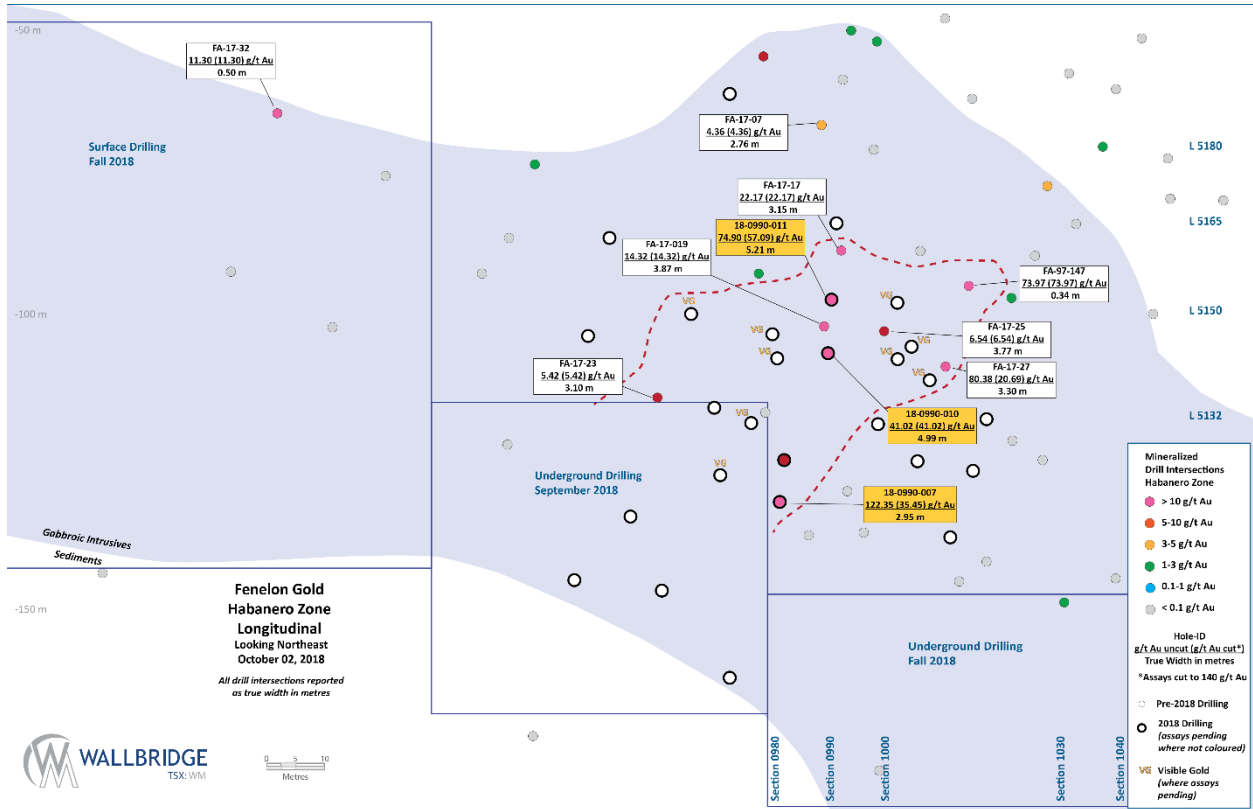 -50 m
FA-17-32
11.30 (11.30) g/t Au
0.50 m
FA-17-07
4.36 (4.36) g/t Au
2.76 m
Surface Drilling
Fall 2018
L 5180
FA-17-17
22.17 (22.17) g/t Au
3.15 m
L 5165
18-0990-011
74.90 (57.09) g/t Au
5.21 m
FA-17-019
14.32 (14.32) g/t Au
3.87 m
FA-97-147
73.97 (73.97) g/t Au
0.34 m
VG
VG
-100 m
L 5150
VG
VG
VG
VG
FA-17-25
6.54 (6.54) g/t Au
3.77 m
FA-17-23
5.42 (5.42) g/t Au
3.10 m
FA-17-27
80.38 (20.69) g/t Au
3.30 m
VG
18-0990-010
41.02 (41.02) g/t Au
4.99 m
L 5132
VG
Underground Drilling
September 2018
18-0990-007
122.35 (35.45) g/t Au
2.95 m
Gabbroic Intrusives
Sediments
-150 m
Fenelon Gold
Habanero Zone
Longitudinal
Looking Northeast
October 02, 2018
All drill intersections reported
as true width in metres
Underground Drilling
Fall 2018
Mineralized
Drill Intersections
Habanero Zone
> 10 g/t Au
5-10 g/t Au
3-5 g/t Au
1-3 g/t Au
0.1-1 g/t Au
< 0.1 g/t Au
Hole-ID
g/t Au uncut (g/t Au cut*)
True Width in metres
*Assays cut to 140 g/t Au
Pre-2018 Drilling
2018 Drilling
(assays pending
where not coloured)
VG Visible Gold
(where assays
pending)
WALLBRIDGE
TSX: WM
0 5 10
Metres
Section 0980
Section 0990
Section 1000
Section 1030
Section 1040